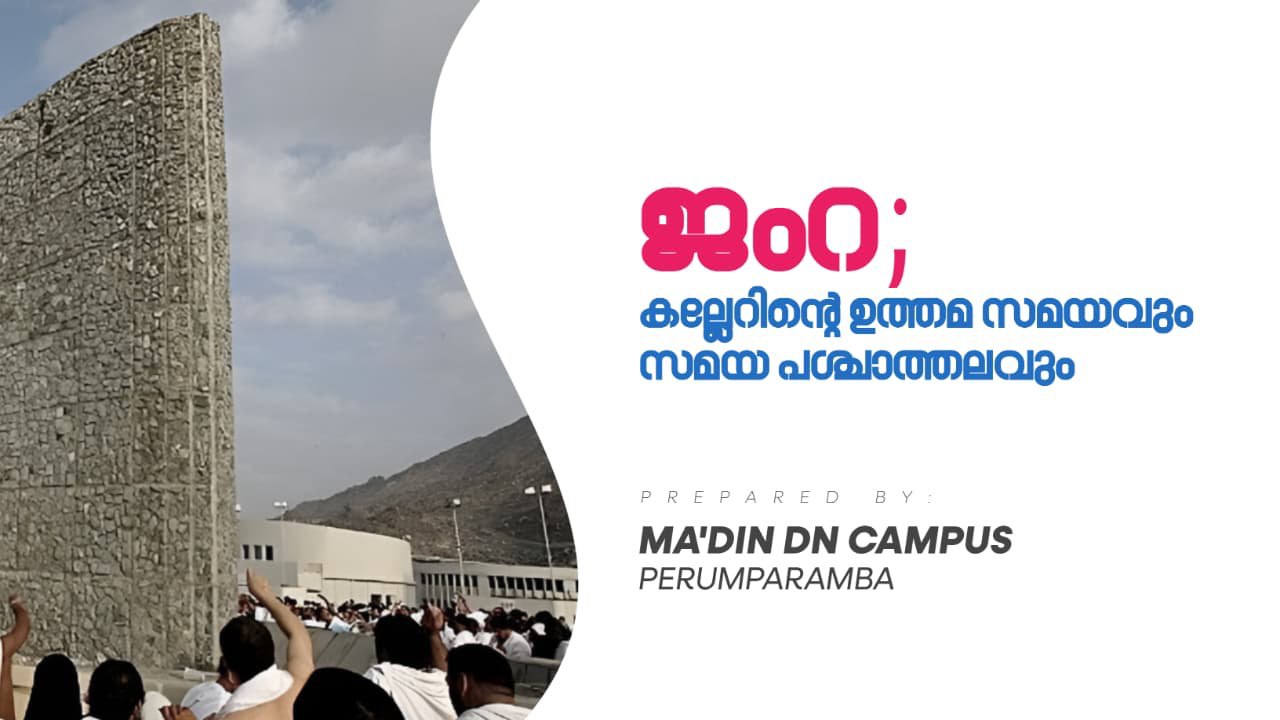 ജംറ;
കല്ലേറിന്റെ ഉത്തമ സമയവും
സമയ പശ്ചാത്തലവും
PREPARED BY:
MA'DIN DN CAMPUS
PERUMPARAMBA